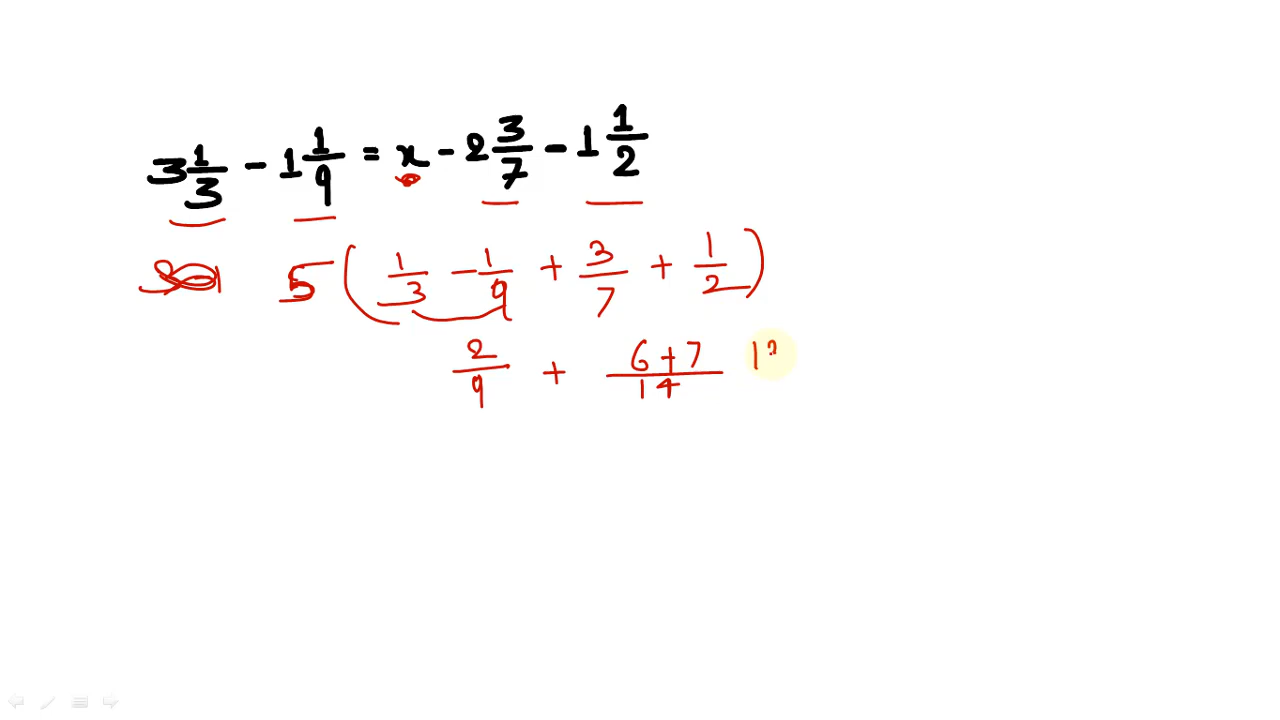 3 1/3 - 1 1/9 = x - 2 3/7 - 1 1/2
5 ( 1/3 - 1/9 + 3/7 + 1/2 )
2/9 + 6+7/14